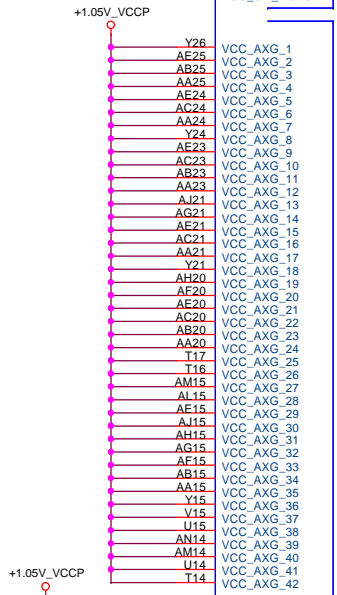 +1.05V_VCCP
Y26 VCC_AXG_1
AE25 VCC_AXG_2
AB25 VCC_AXG_3
AA25 VCC_AXG_4
AE24 VCC_AXG_5
AC24 VCC_AXG_6
AA24 VCC_AXG_7
Y24 VCC_AXG_8
AE23 VCC_AXG_9
AC23 VCC_AXG_10
AB23 VCC_AXG_11
AA23 VCC_AXG_12
AJ21 VCC_AXG_13
AG21 VCC_AXG_14
AE21 VCC_AXG_15
AC21 VCC_AXG_16
AA21 VCC_AXG_17
Y21 VCC_AXG_18
AH20 VCC_AXG_19
AF20 VCC_AXG_20
AE20 VCC_AXG_21
AC20 VCC_AXG_22
AB20 VCC_AXG_23
AA20 VCC_AXG_24
T17 VCC_AXG_25
T16 VCC_AXG_26
AM15 VCC_AXG_27
AL15 VCC_AXG_28
AE15 VCC_AXG_29
AJ15 VCC_AXG_30
AH15 VCC_AXG_31
AG15 VCC_AXG_32
AF15 VCC_AXG_33
AB15 VCC_AXG_34
AA15 VCC_AXG_35
Y15 VCC_AXG_36
V15 VCC_AXG_37
U15 VCC_AXG_38
AN14 VCC_AXG_39
AM14 VCC_AXG_40
U14 VCC_AXG_41
T14 VCC_AXG_42
+1.05V_VCCP